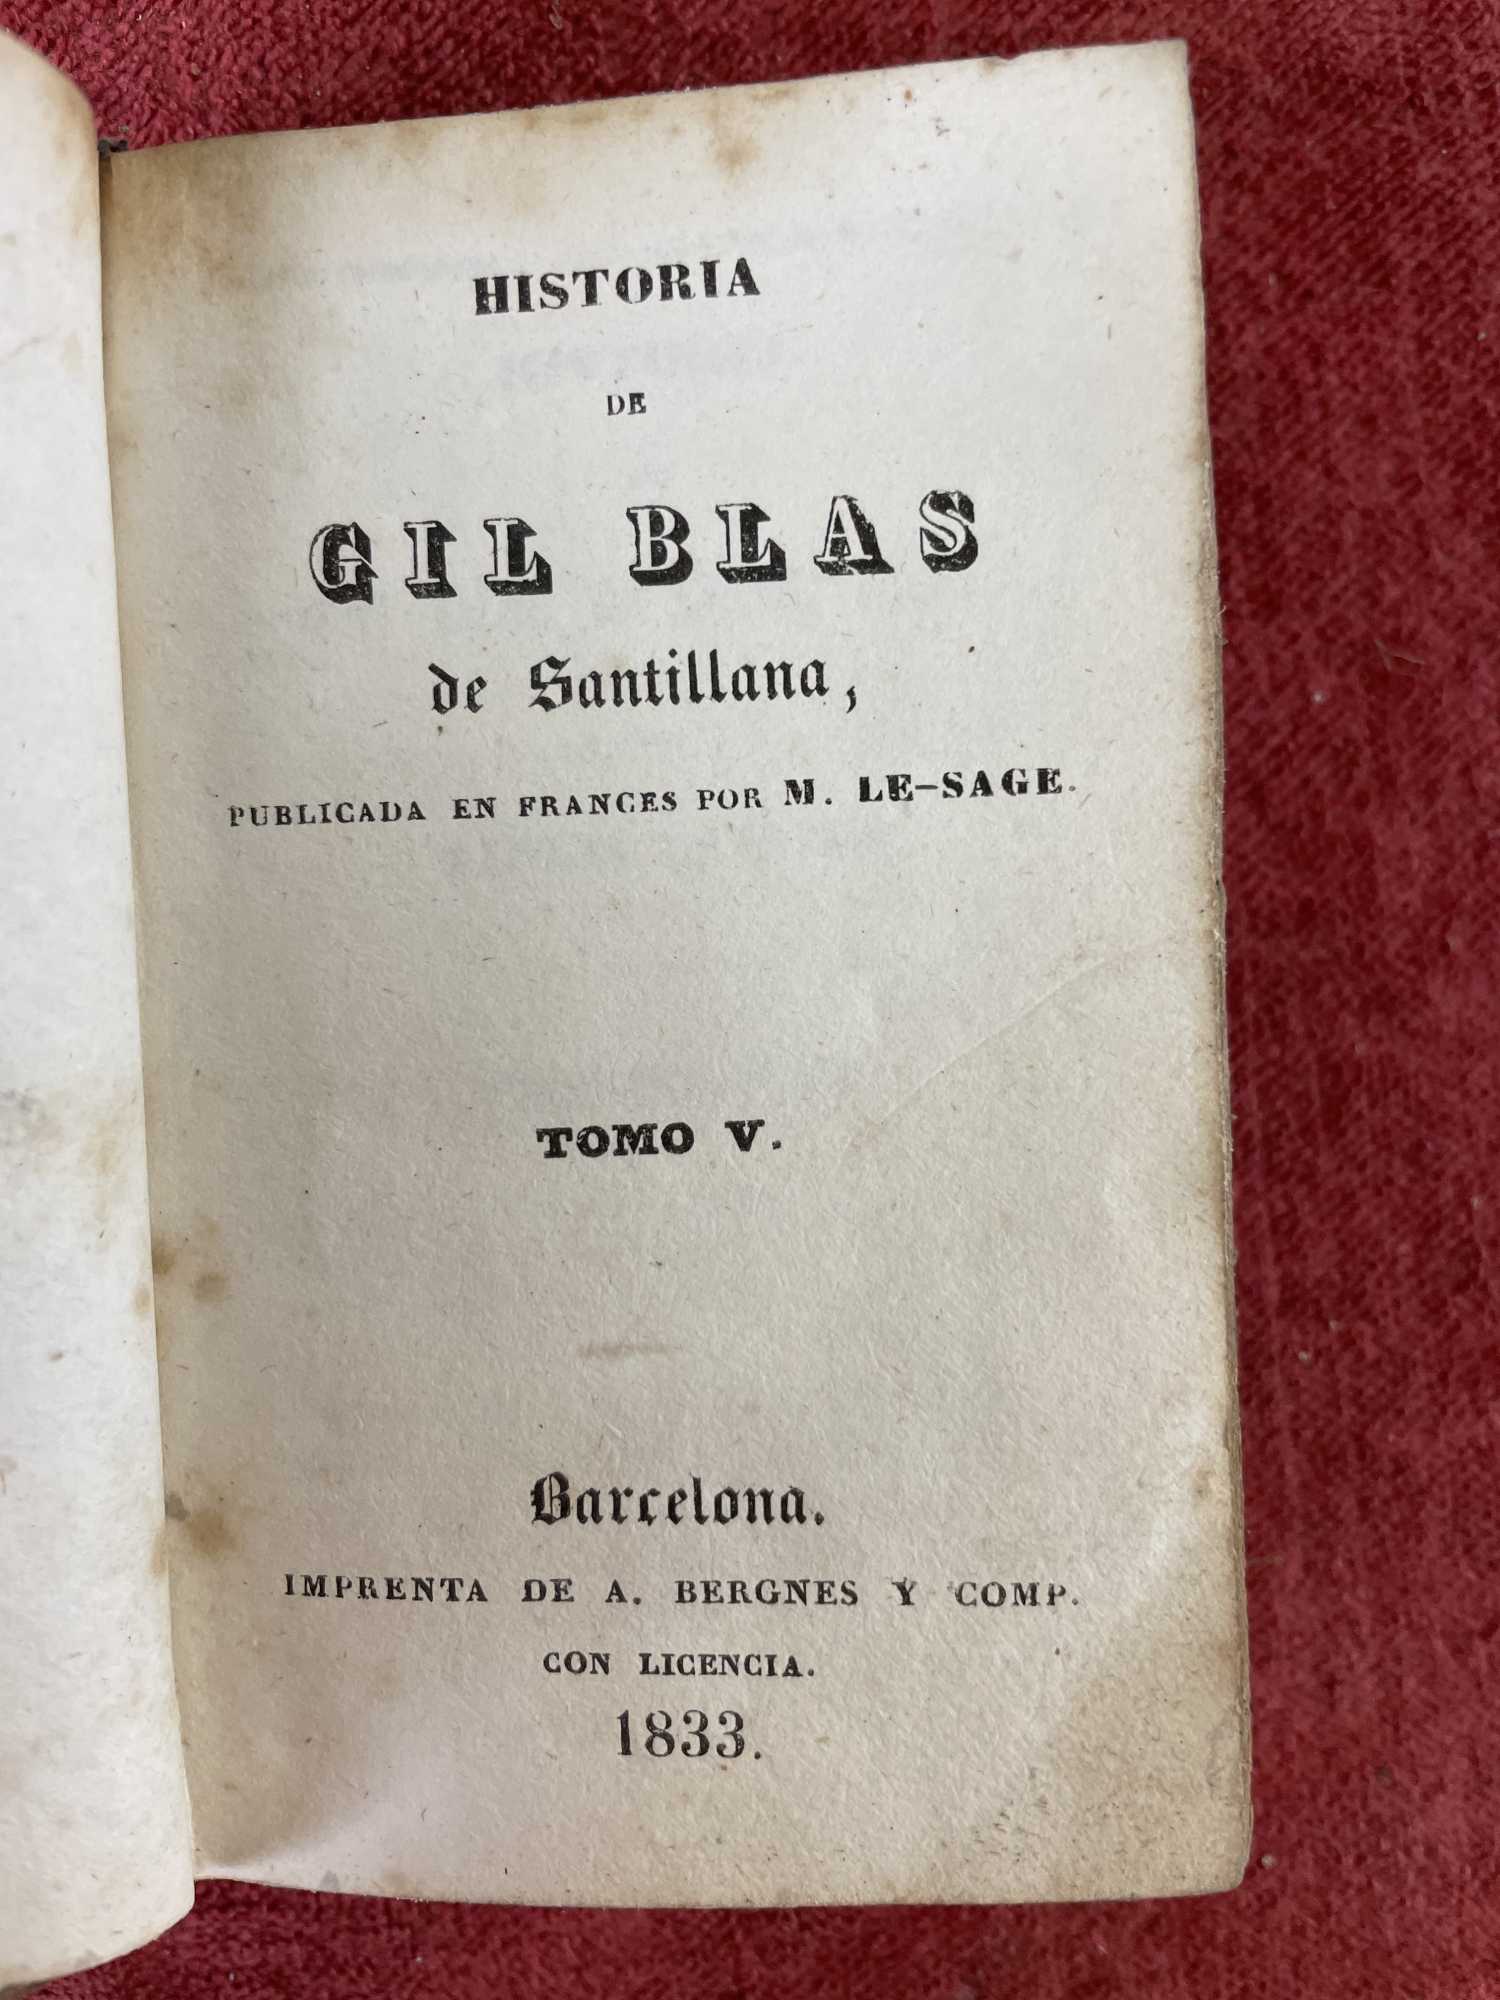 HISTORIA
DE
GIL BLAS
de Santillana,
PUBLICADA EN FRANCES POR M. LE-SAGE.
TOMO V.
Barcelona.
IMPRENTA DE A. BERGNES Y COMP.
CON LICENCIA.
1833.